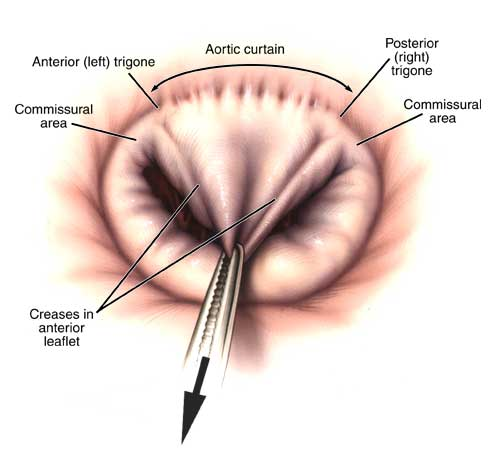 Aortic curtain
Posterior
(right)
trigone
Anterior (left) trigone
Commissural
area
Commissural
area
Creases in
anterior
leaflet